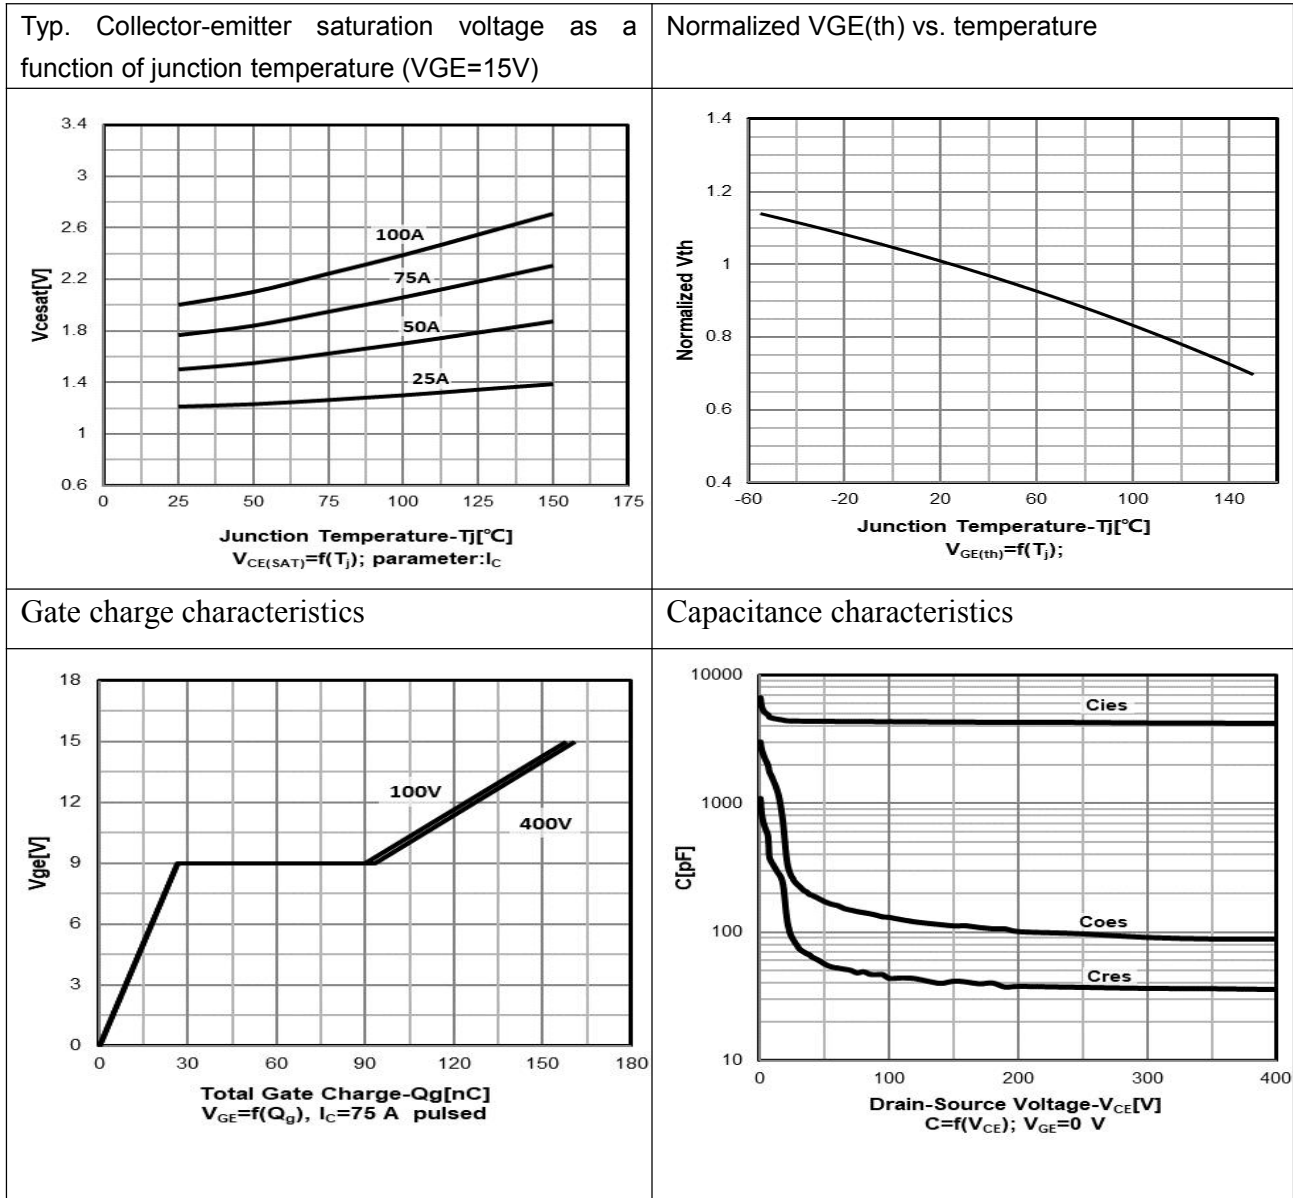 Typ. Collector-emitter saturation voltage as a
function of junction temperature (VGE=15V)
Normalized VGE(th) vs. temperature
3.4
3
2.6
2.2
1.8
1.4
1
0.6
Vcesat[V]
100A
75A
50A
25A
0 25 50 75 100 125 150 175
Junction Temperature-Tj[℃]
VCE(SAT)=f(Tj); parameter:IC
1.4
1.2
1
0.8
0.6
0.4
Normalized Vth
-60 -20 20 60 100 140
Junction Temperature-Tj[℃]
VGE(th)=f(Tj);
Gate charge characteristics
Capacitance characteristics
18
15
12
9
6
3
0
Vge[V]
100V
400V
0 30 60 90 120 150 180
Total Gate Charge-Qg[nC]
VGE=f(Qg), IC=75 A pulsed
10000
1000
100
10
C[pF]
Cies
Coes
Cres
0 100 200 300 400
Drain-Source Voltage-VCE[V]
C=f(VCE); VGE=0 V